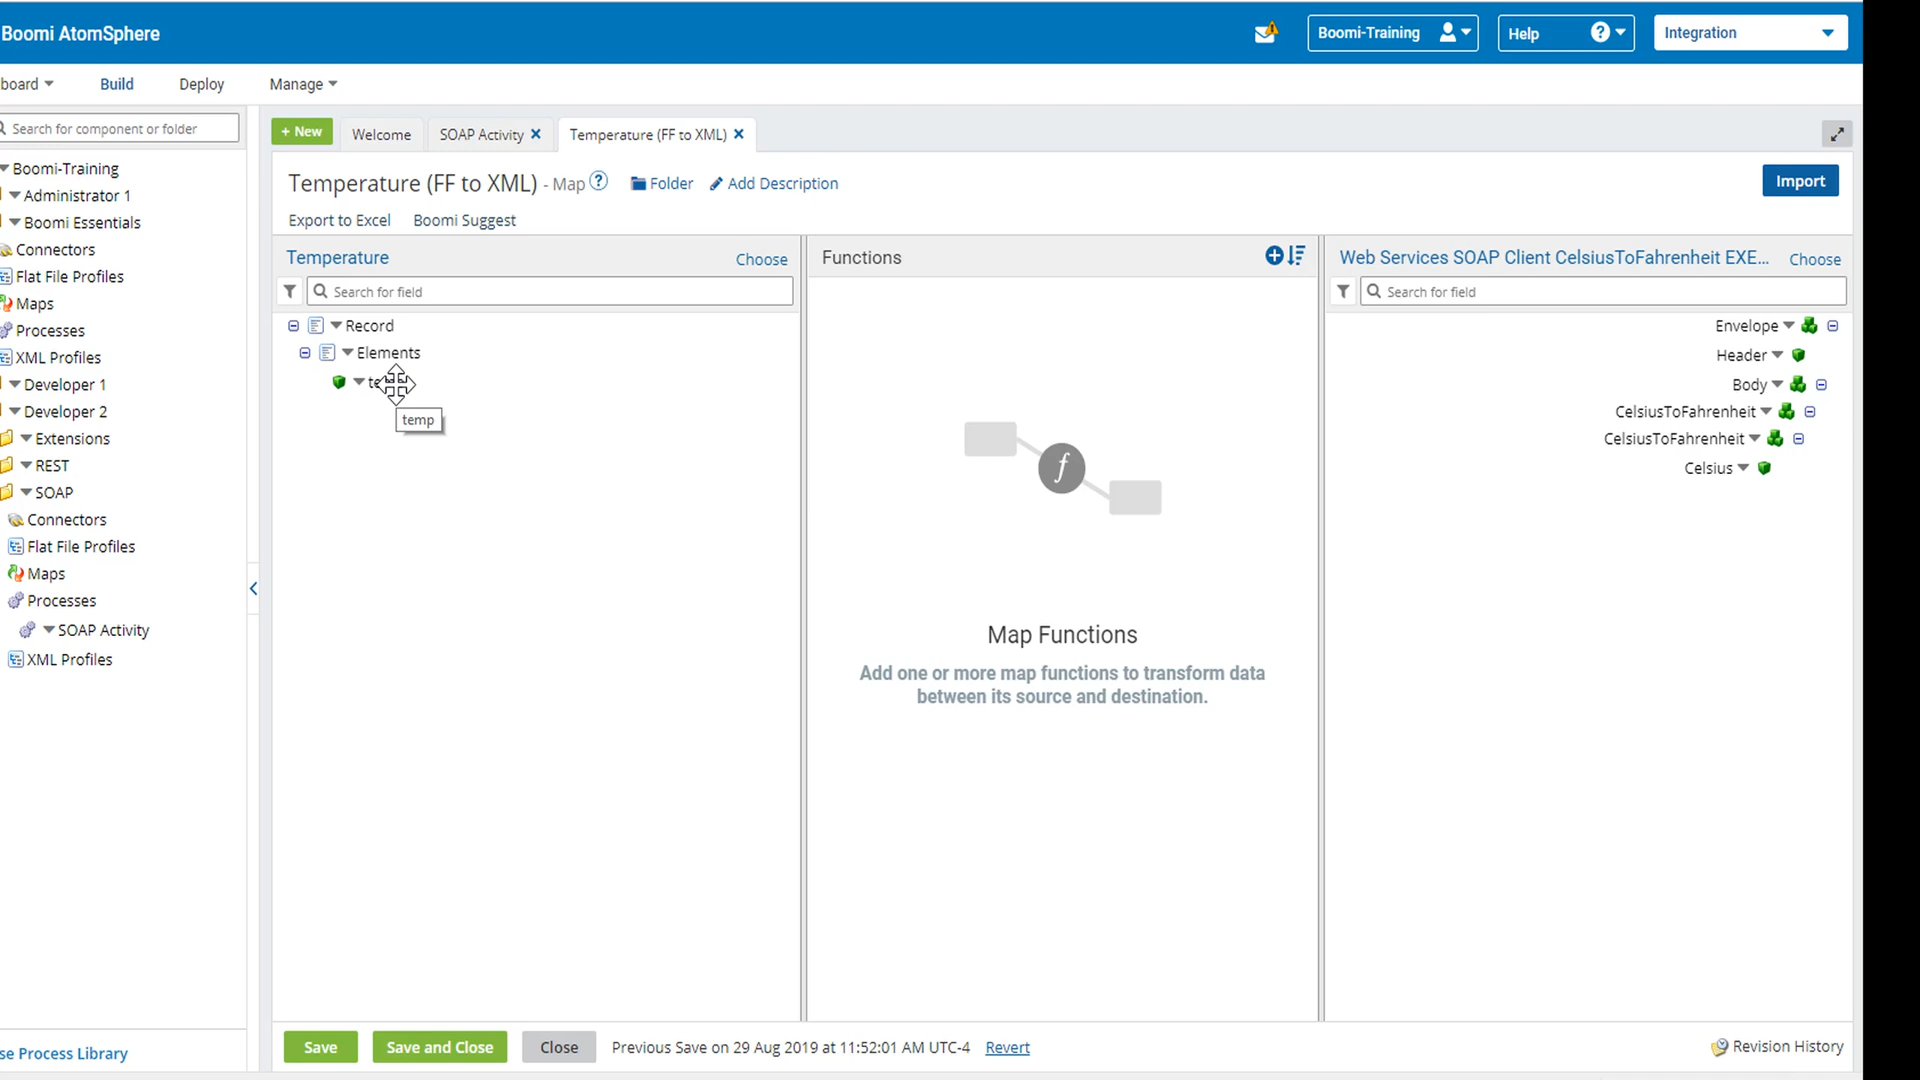 Boomi AtomSphere
Boomi-Training
Help
Integration
board
Build
Deploy
Manage
Search for component or folder
+ New
Welcome
SOAP Activity
Temperature (FF to XML)
Boomi-Training
Administrator 1
Boomi Essentials
Connectors
Flat File Profiles
Maps
Processes
XML Profiles
Developer 1
Developer 2
Extensions
REST
SOAP
Connectors
Flat File Profiles
Maps
Processes
SOAP Activity
XML Profiles
se Process Library
Temperature (FF to XML) - Map
Folder
Add Description
Import
Export to Excel
Boomi Suggest
Temperature
Choose
Search for field
Record
Elements
temp
Functions
Map Functions
Add one or more map functions to transform data
between its source and destination.
Web Services SOAP Client CelsiusToFahrenheit EXE...
Choose
Search for field
Envelope
Header
Body
CelsiusToFahrenheit
CelsiusToFahrenheit
Celsius
Save
Save and Close
Close
Previous Save on 29 Aug 2019 at 11:52:01 AM UTC-4
Revert
Revision History